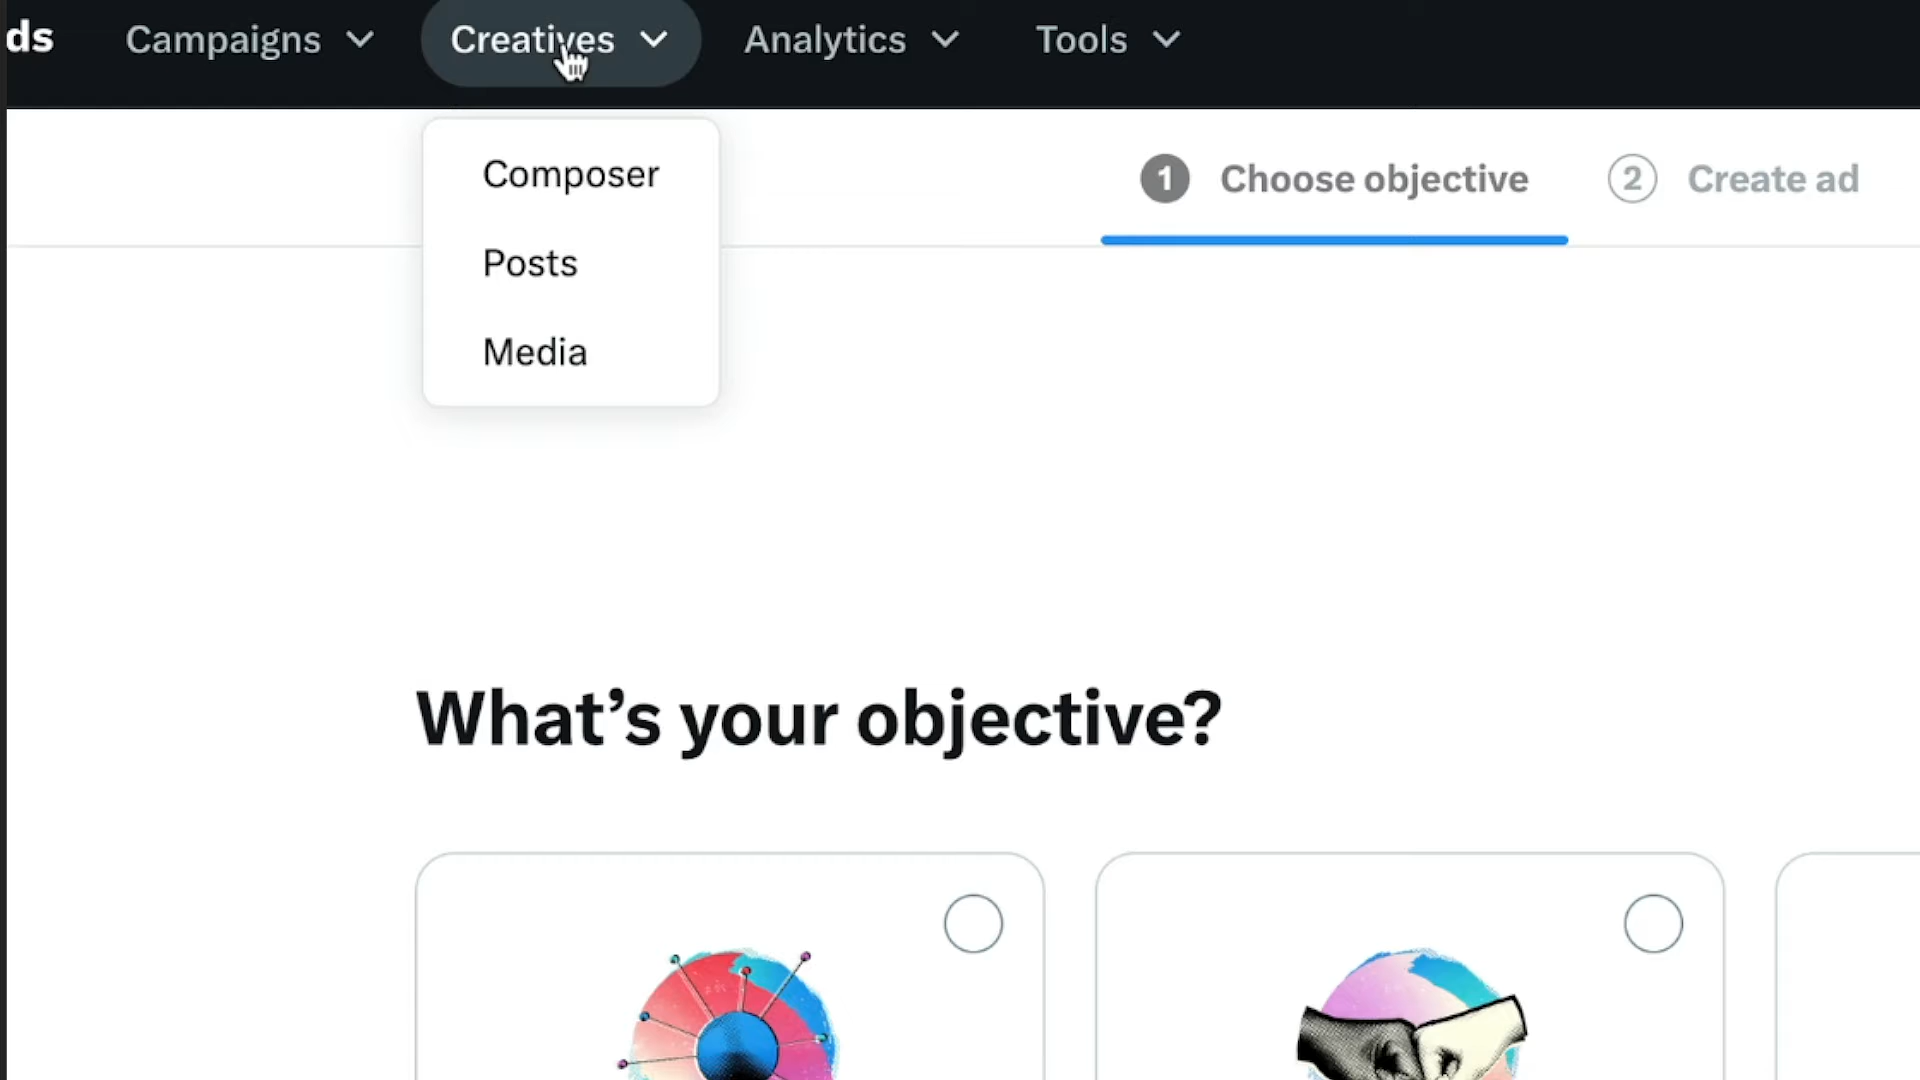 ds Campaigns Creatives Analytics Tools
Composer
Posts
Media
1 Choose objective 2 Create ad
What's your objective?